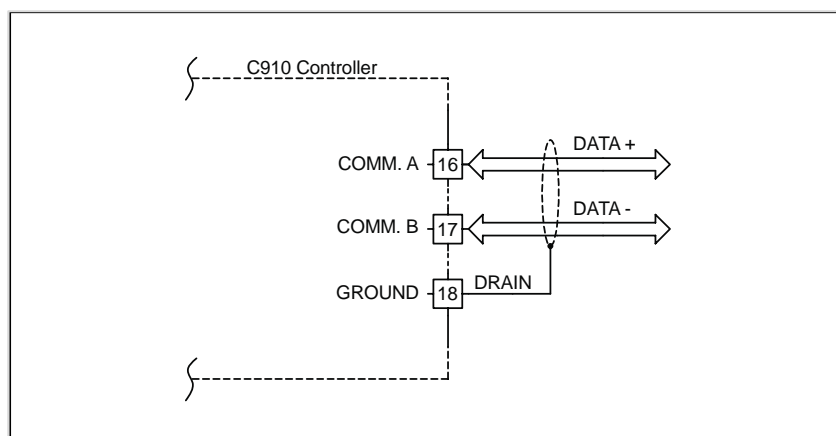 C910 Controller
COMM. A 16 DATA +
COMM. B 17 DATA -
GROUND 18 DRAIN